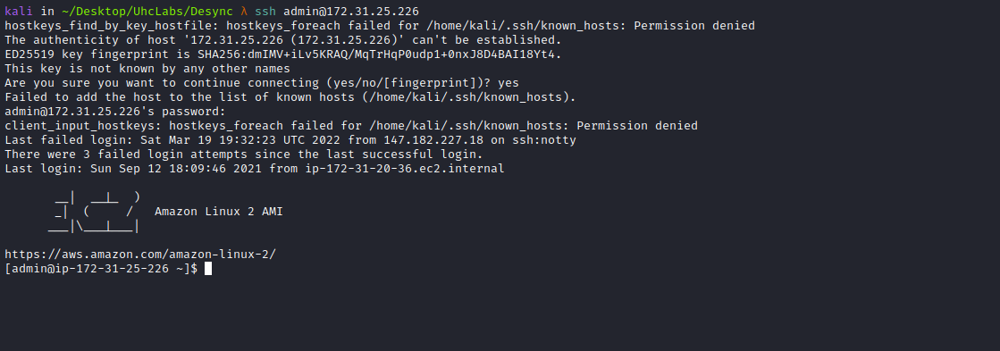 kali in ~/Desktop/UhcLabs/Desync λ ssh admin@172.31.25.226
hostkeys_find_by_key_hostfile: hostkeys_foreach failed for /home/kali/.ssh/known_hosts: Permission denied
The authenticity of host '172.31.25.226 (172.31.25.226)' can't be established.
ED25519 key fingerprint is SHA256:dmIMV+iLv5KRAQ/MqTrHqP0udp1+0nxJ8D4BAI18Yt4.
This key is not known by any other names
Are you sure you want to continue connecting (yes/no/[fingerprint])? yes
Failed to add the host to the list of known hosts (/home/kali/.ssh/known_hosts).
admin@172.31.25.226's password:
client_input_hostkeys: hostkeys_foreach failed for /home/kali/.ssh/known_hosts: Permission denied
Last failed login: Sat Mar 19 19:32:23 UTC 2022 from 147.182.227.18 on ssh:notty
There were 3 failed login attempts since the last successful login.
Last login: Sun Sep 12 18:09:46 2021 from ip-172-31-20-36.ec2.internal
       __|  __|_  )
       _|  (     /   Amazon Linux 2 AMI
      ___|\___|___|
https://aws.amazon.com/amazon-linux-2/
[admin@ip-172-31-25-226 ~]$